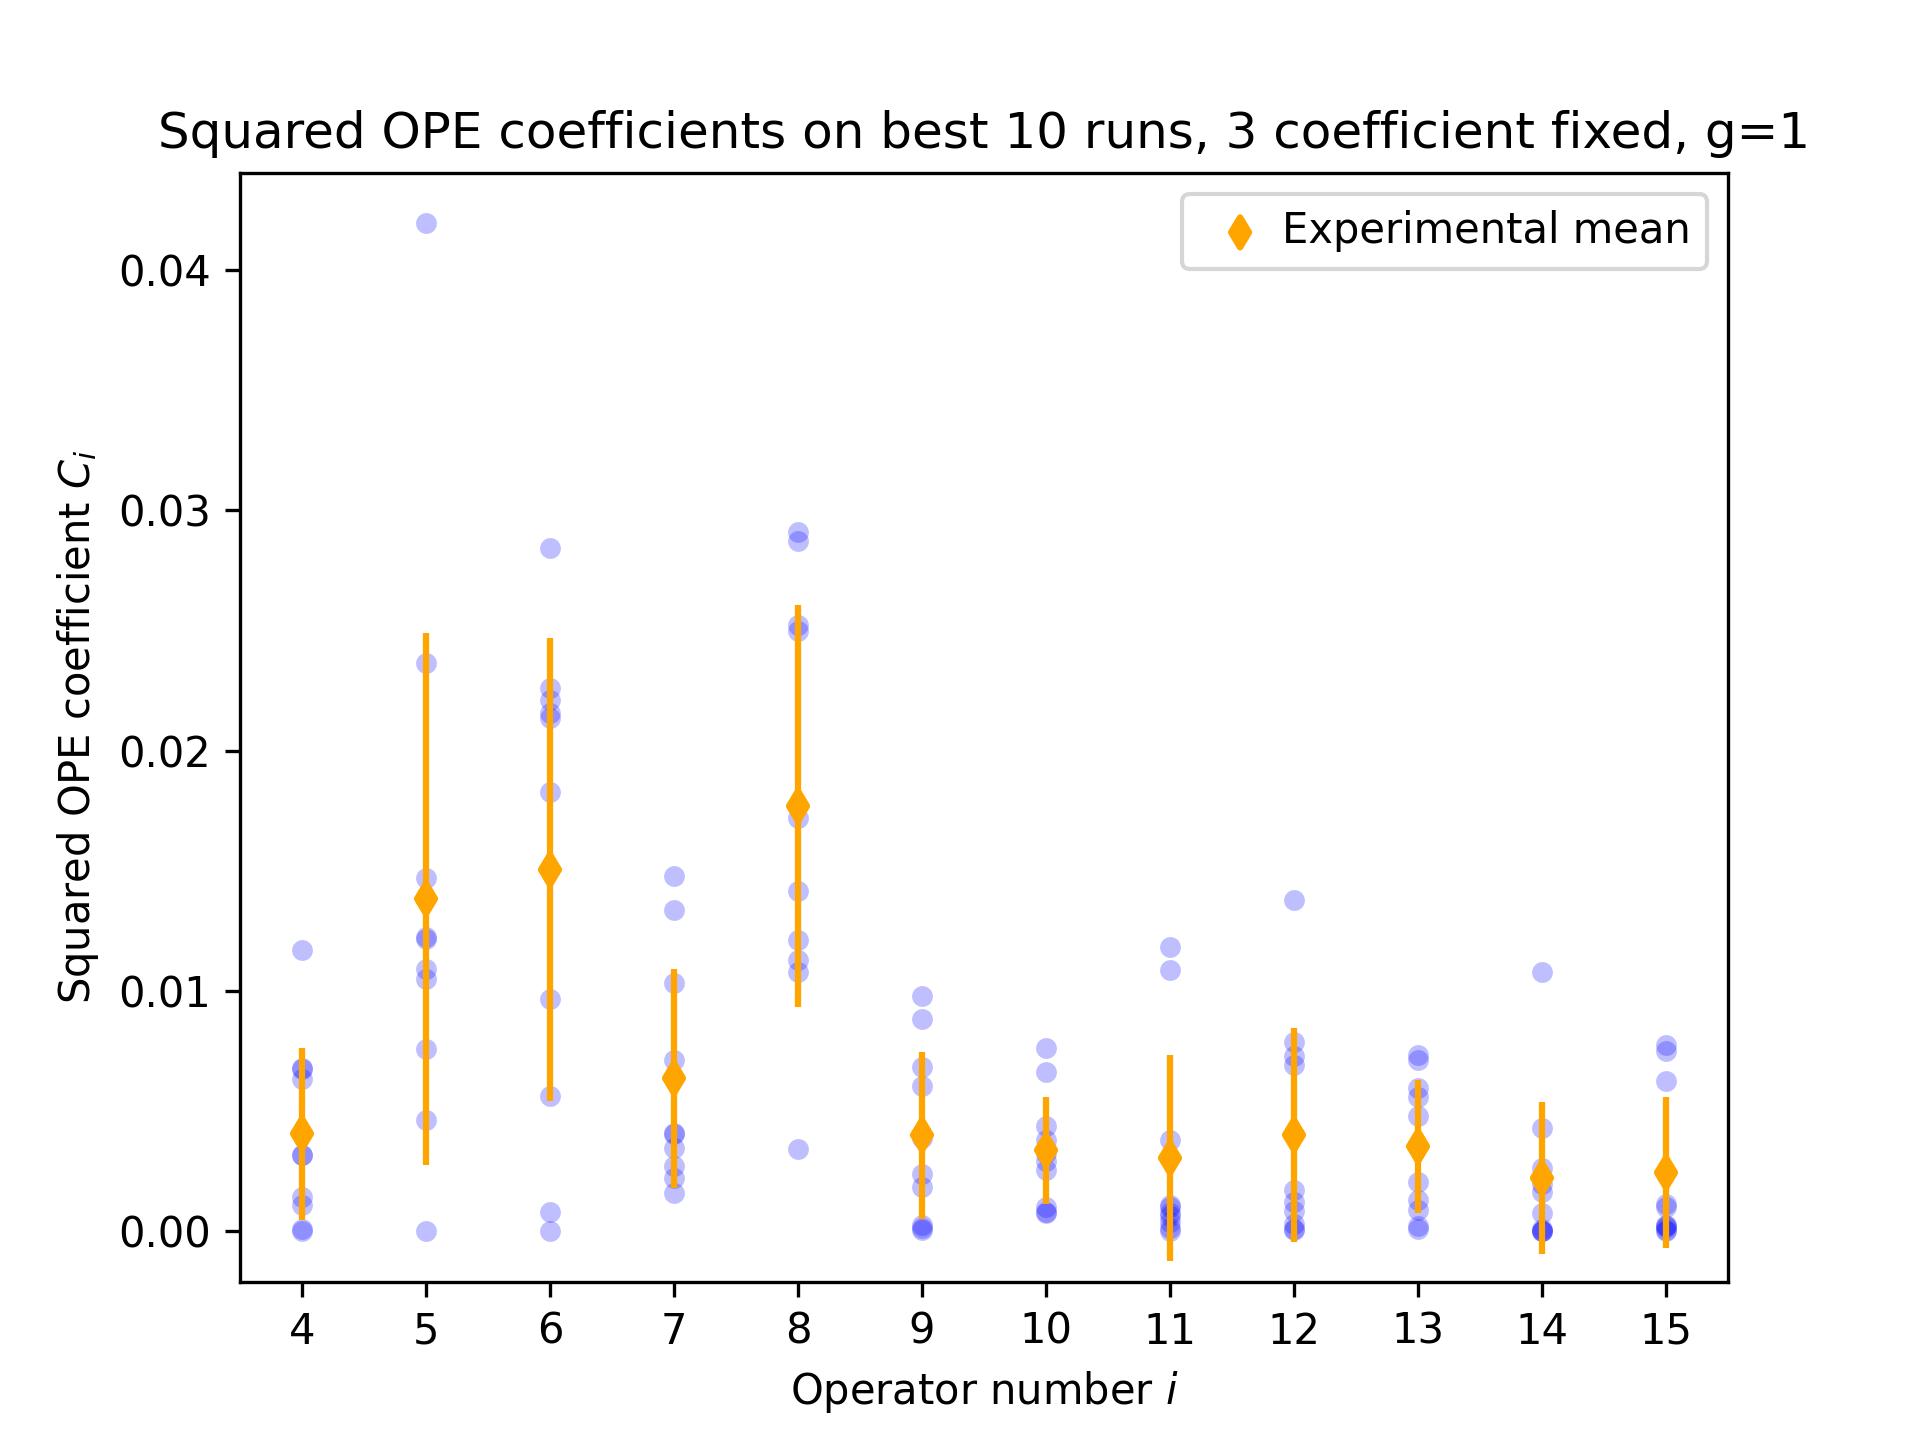 Squared OPE coefficients on best 10 runs, 3 coefficient fixed, g=1
Experimental mean
Squared OPE coefficient C_i
0.04
0.03
0.02
0.01
0.00
4 5 6 7 8 9 10 11 12 13 14 15
Operator number i